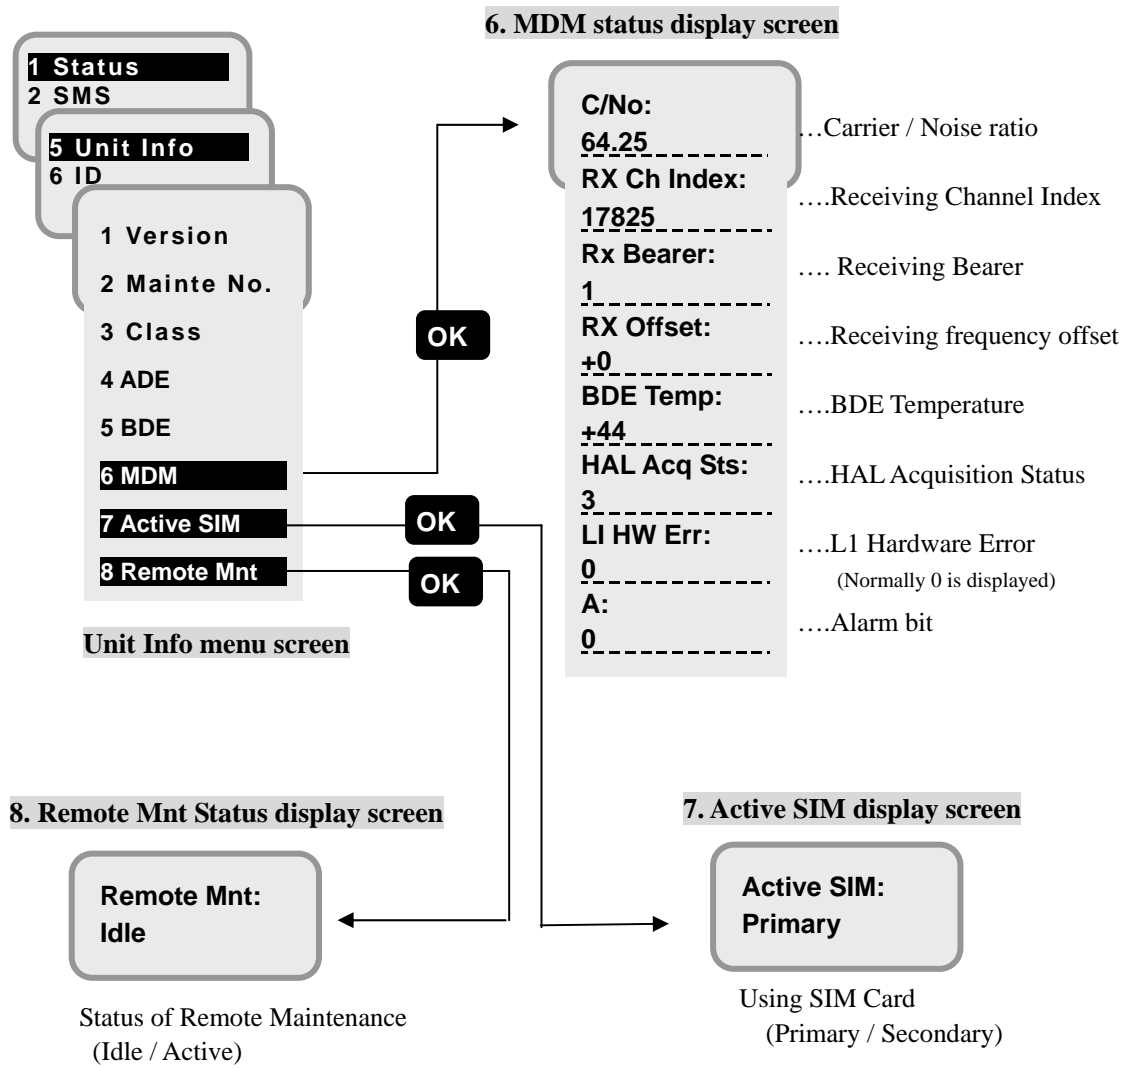 6. MDM status display screen
1 Status
2 SMS
5 Unit Info
6 ID
1 Version
2 Mainte No.
3 Class
4 ADE
5 BDE
6 MDM
7 Active SIM
8 Remote Mnt
Unit Info menu screen
OK
OK
OK
C/No:
64.25
…Carrier / Noise ratio
RX Ch Index:
17825
….Receiving Channel Index
Rx Bearer:
1
…. Receiving Bearer
RX Offset:
+0
….Receiving frequency offset
BDE Temp:
+44
….BDE Temperature
HAL Acq Sts:
3
….HAL Acquisition Status
LI HW Err:
0
….L1 Hardware Error
(Normally 0 is displayed)
A:
0
….Alarm bit
8. Remote Mnt Status display screen
Remote Mnt:
Idle
Status of Remote Maintenance
(Idle / Active)
7. Active SIM display screen
Active SIM:
Primary
Using SIM Card
(Primary / Secondary)